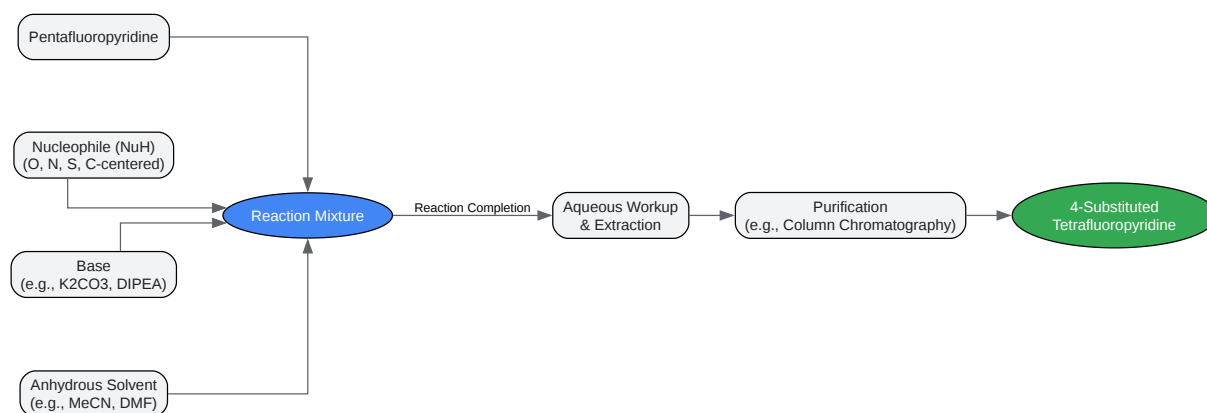 Pentafluoropyridine
Nucleophile (NuH)
(O, N, S, C-centered)
Base
(e.g., K2CO3, DIPEA)
Anhydrous Solvent
(e.g., MeCN, DMF)
Reaction Mixture
Reaction Completion
Aqueous Workup
& Extraction
Purification
(e.g., Column Chromatography)
4-Substituted
Tetrafluoropyridine